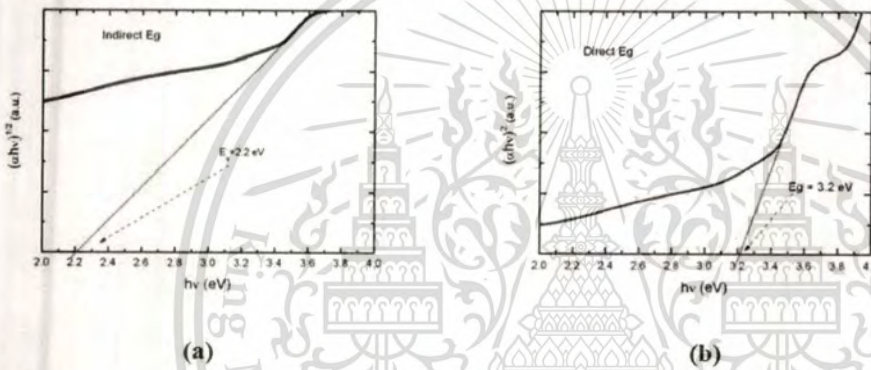 Indirect Eg
(αhν)^1/2 (a.u.)
E =2.2 eV
2.0 2.2 2.4 2.6 2.8 3.0 3.2 3.4 3.6 3.8 4.0
hν (eV)
(a)
Direct Eg
(αhν)^2 (a.u.)
Eg = 3.2 eV
2.0 2.2 2.4 2.6 2.8 3.0 3.2 3.4 3.6 3.8 4
hν (eV)
(b)
King